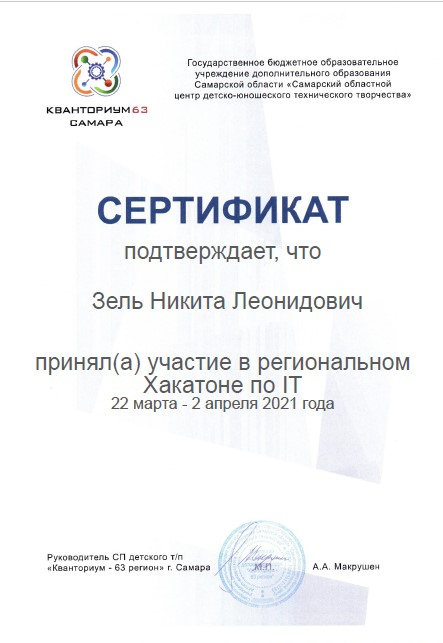 КВАНТОРИУМ63
САМАРА
Государственное бюджетное образовательное
учреждение дополнительного образования
Самарской области «Самарский областной
центр детско-юношеского технического творчества»
СЕРТИФИКАТ
подтверждает, что
Зель Никита Леонидович
принял(а) участие в региональном
Хакатоне по IT
22 марта - 2 апреля 2021 года
Руководитель СП детского т/п
«Кванториум - 63 регион» г. Самара
М.П.
А.А. Макрушен